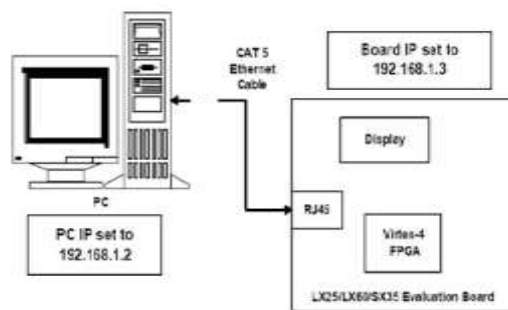 CAT 5
Ethernet
Cable
Board IP set to
192.168.1.3
Display
RJ45
Virtex-4
FPGA
LX25/LX60/SX35 Evaluation Board
PC
PC IP set to
192.168.1.2